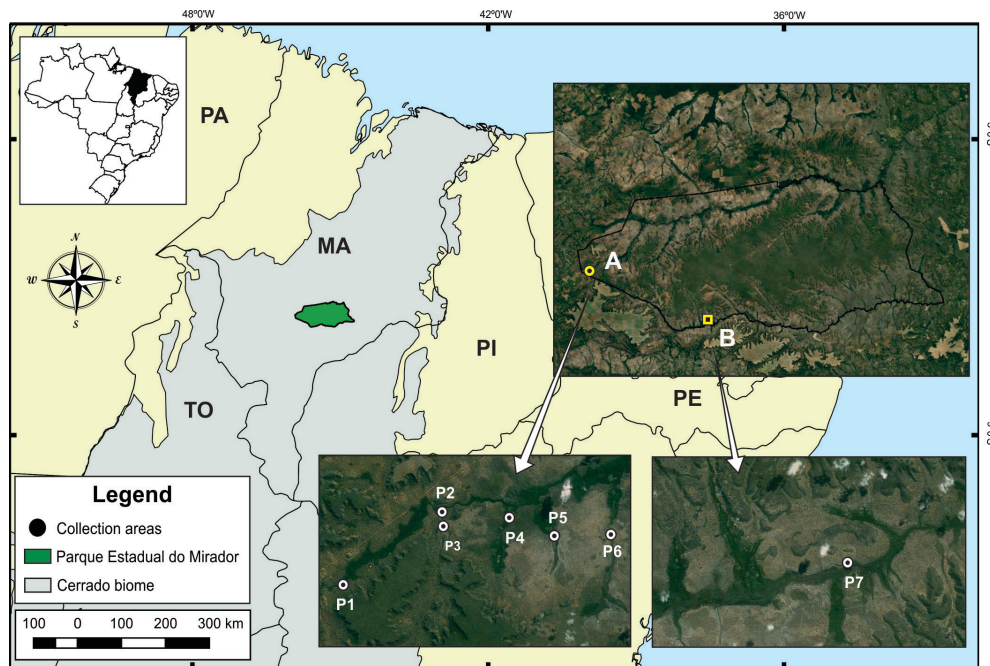 48°0'W 42°0'W 36°0'W
PA
MA
PI
TO
PE
N
W E
S
A
B
Legend
Collection areas
Parque Estadual do Mirador
Cerrado biome
100 0 100 200 300 km
P1
P2
P3
P4
P5
P6
P7